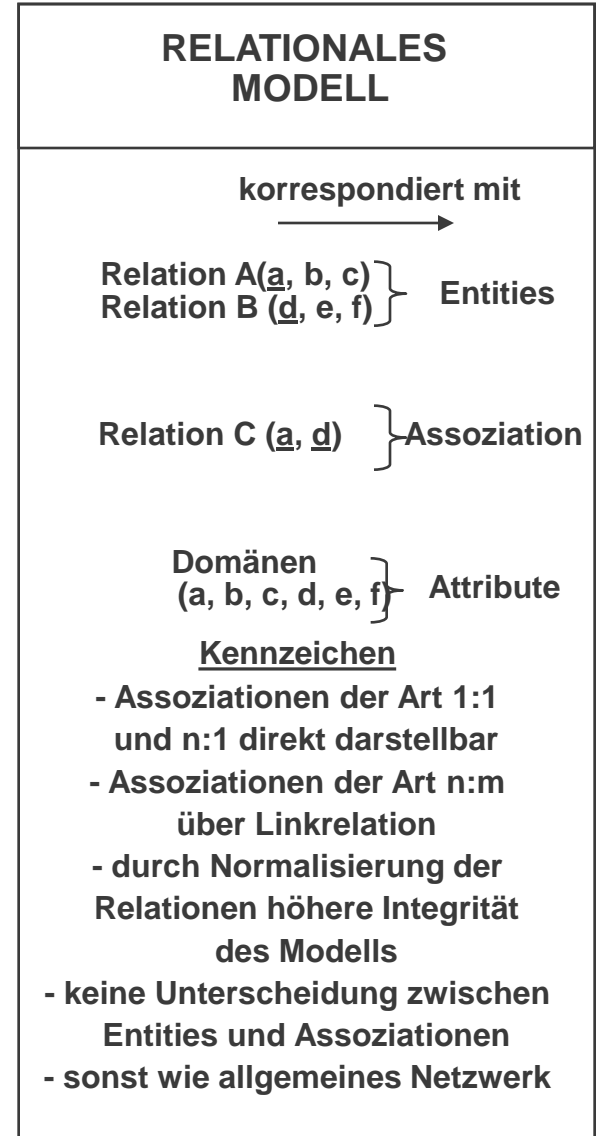 RELATIONALES
MODELL
korrespondiert mit
Relation A(a, b, c)
Relation B (d, e, f)
Entities
Relation C (a, d)
Assoziation
Domänen
(a, b, c, d, e, f)
Attribute
Kennzeichen
- Assoziationen der Art 1:1
und n:1 direkt darstellbar
- Assoziationen der Art n:m
über Linkrelation
- durch Normalisierung der
Relationen höhere Integrität
des Modells
- keine Unterscheidung zwischen
Entities und Assoziationen
- sonst wie allgemeines Netzwerk